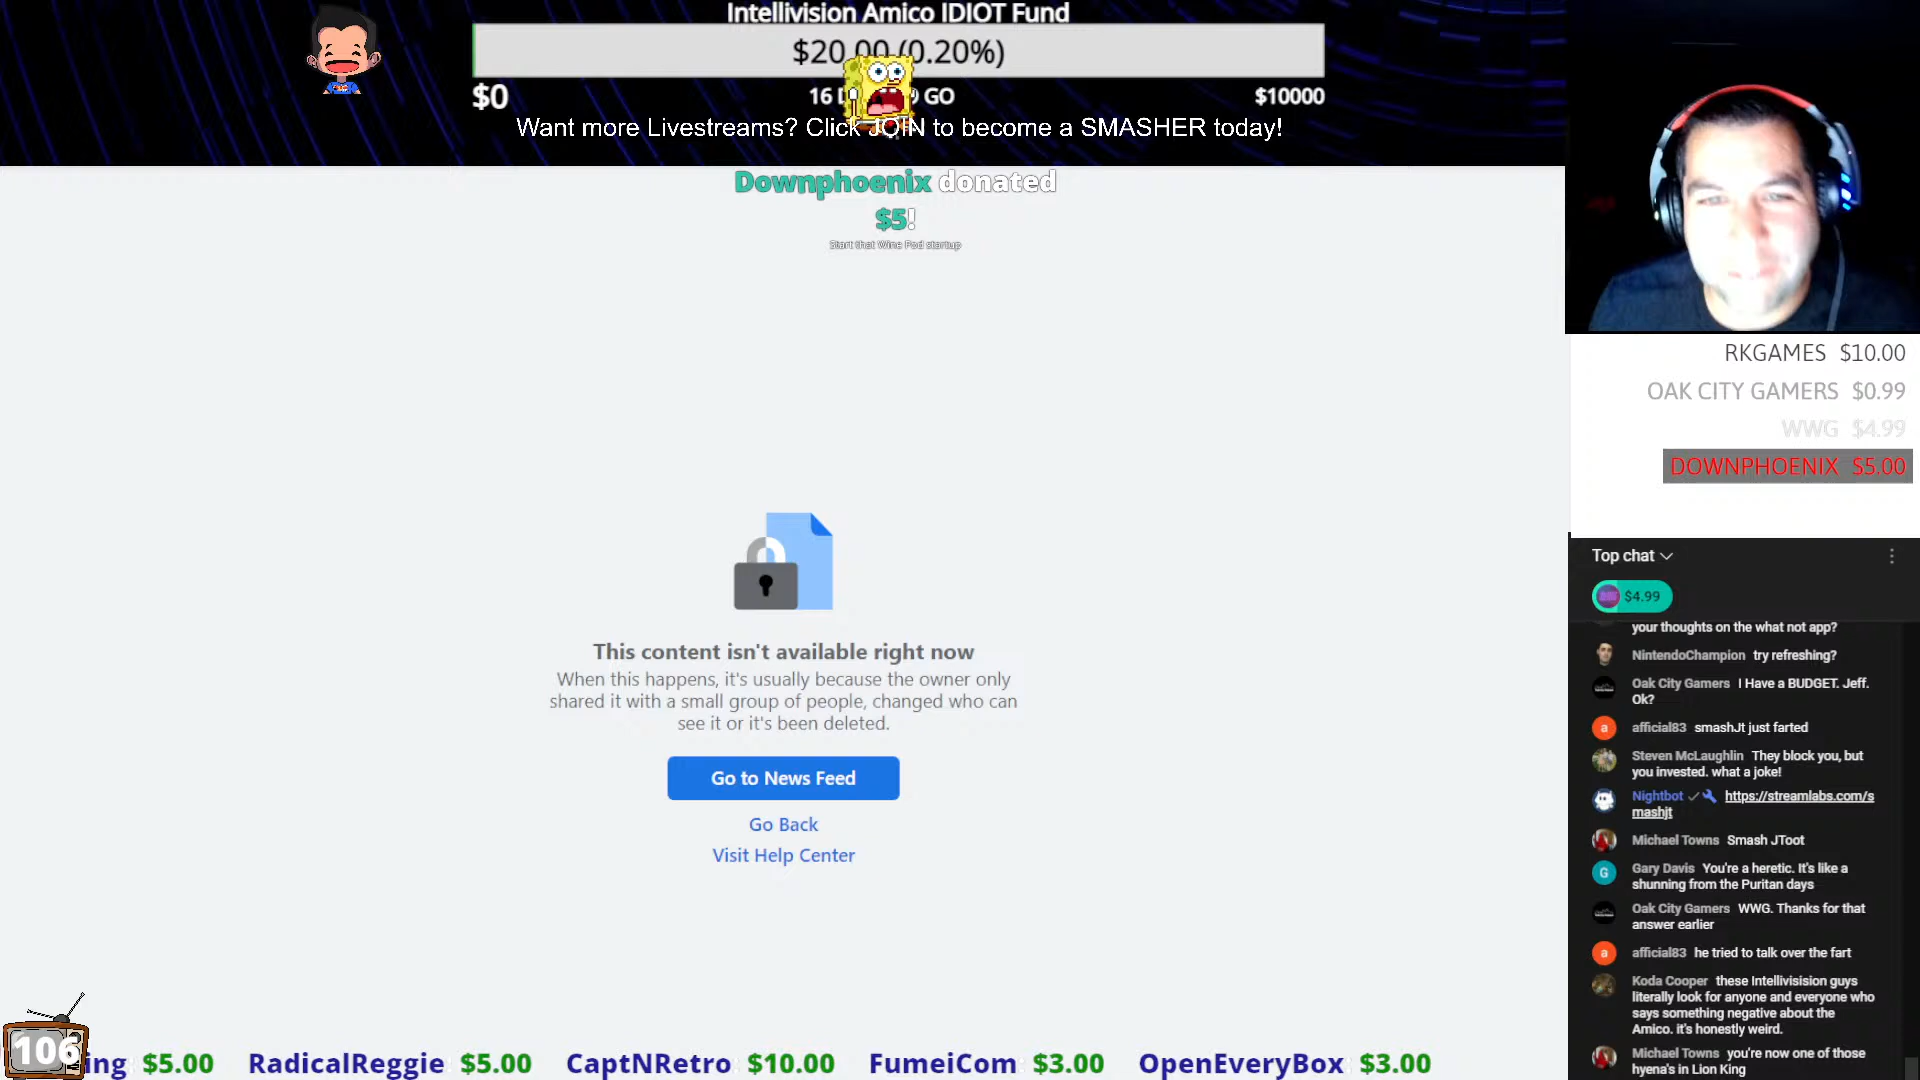 Intellivision Amico IDIOT Fund
$20.00 (0.20%)
$0
16 GO
$10000
Want more Livestreams? Click JOIN to become a SMASHER today!
Downphoenix donated
$5!
Start that Wine Pod startup
This content isn't available right now
When this happens, it's usually because the owner only
shared it with a small group of people, changed who can
see it or it's been deleted.
Go to News Feed
Go Back
Visit Help Center
RKGAMES $10.00
OAK CITY GAMERS $0.99
WWG $4.99
DOWNPHOENIX $5.00
Top chat
$4.99
your thoughts on the what not app?
NintendoChampion try refreshing?
Oak City Gamers I Have a BUDGET. Jeff.
Ok?
a afficial83 smashJt just farted
Steven McLaughlin They block you, but
you invested. what a joke!
Nightbot https://streamlabs.com/s
mashjt
Michael Towns Smash JToot
G Gary Davis You're a heretic. It's like a
shunning from the Puritan days
Oak City Gamers WWG. Thanks for that
answer earlier
a afficial83 he tried to talk over the fart
Koda Cooper these Intellivisision guys
literally look for anyone and everyone who
says something negative about the
Amico. it's honestly weird.
Michael Towns you're now one of those
hyena's in Lion King
106
ing $5.00 RadicalReggie $5.00 CaptNRetro $10.00 FumeiCom $3.00 OpenEveryBox $3.00